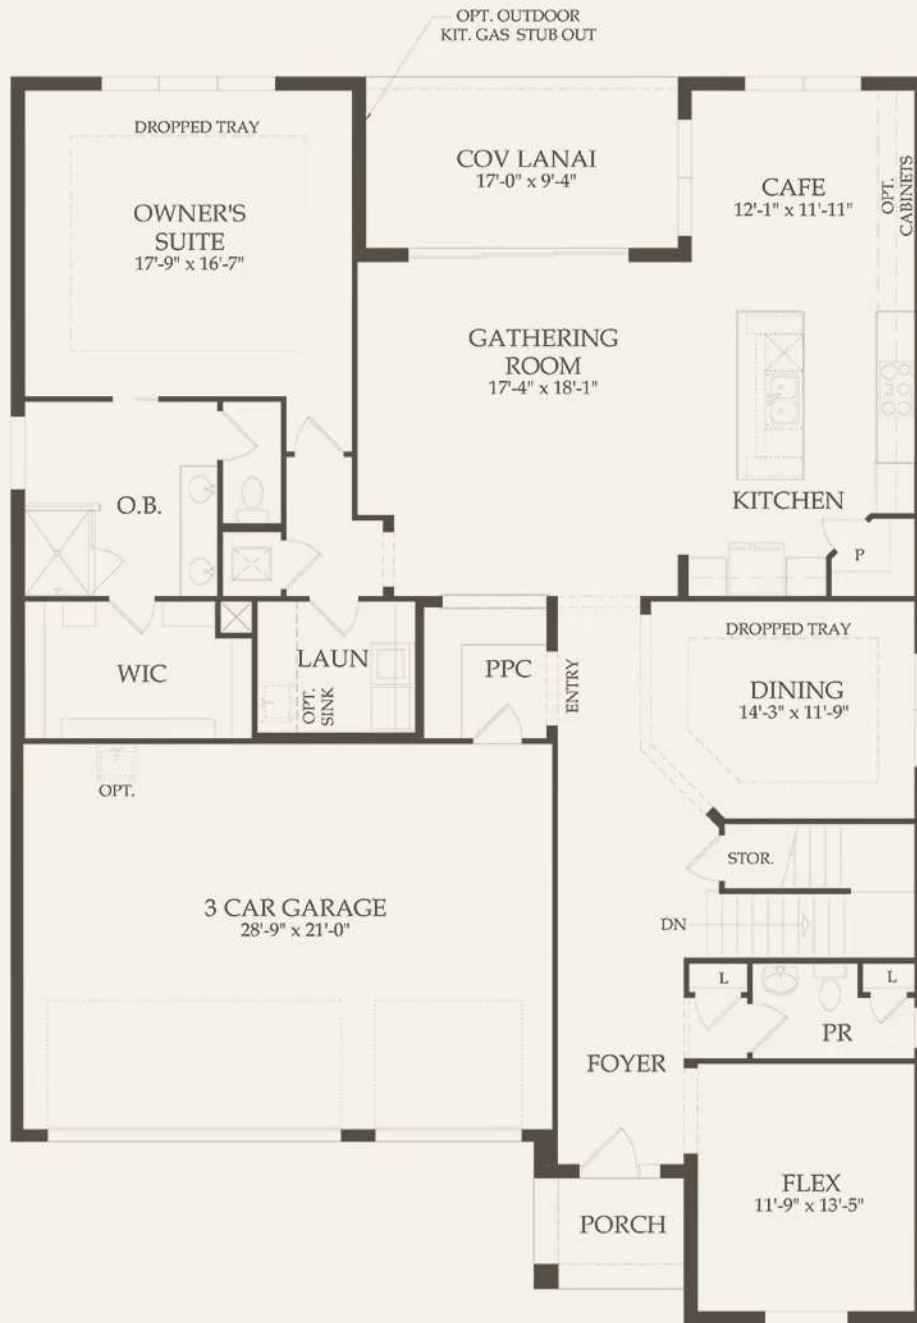 OPT. OUTDOOR
KIT. GAS STUB OUT
DROPPED TRAY
OWNER'S
SUITE
17'-9" x 16'-7"
COV LANAI
17'-0" x 9'-4"
CAFE
12'-1" x 11'-11"
OPT.
CABINETS
GATHERING
ROOM
17'-4" x 18'-1"
KITCHEN
P
O.B.
WIC
LAUN
OPT.
SINK
PPC
ENTRY
DROPPED TRAY
DINING
14'-3" x 11'-9"
OPT.
STOR.
3 CAR GARAGE
28'-9" x 21'-0"
DN
L
L
PR
FOYER
FLEX
11'-9" x 13'-5"
PORCH